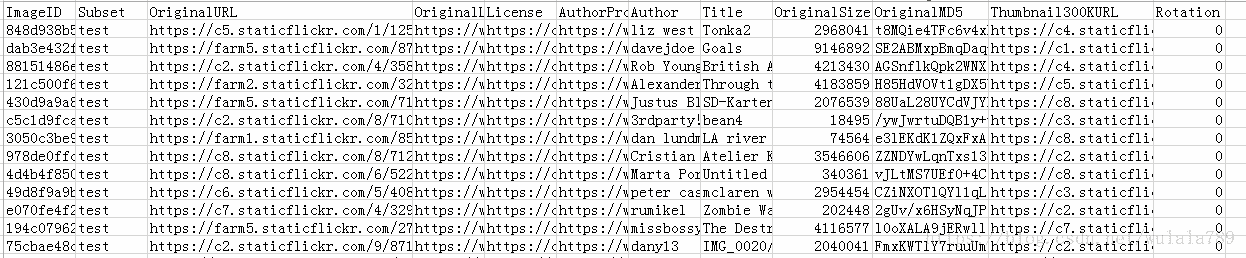 ImageID Subset OriginalURL OriginalL License AuthorPro Author Title OriginalSize OriginalMD5 Thumbnail300KURL Rotation
848d938b5 test https://c5.staticflickr.com/1/125 https://w https://c https://w liz west Tonka2 2968041 t8MQie4TFc6v4x https://c4.staticfli 0
dab3e432f test https://farm5.staticflickr.com/87 https://w https://c https://w davejdoe Goals 9146892 SE2ABMxpBmqDaq https://c1.staticfli 0
88151486e test https://c2.staticflickr.com/4/358 https://w https://c https://w Rob Young British A 4213430 AGSnflkQpk2WNX https://c2.staticfli 0
121c500f6 test https://farm2.staticflickr.com/32 https://w https://c https://w Alexander Through t 4183859 H85HdVOVt1gDX5 https://c5.staticfli 0
430d9a9a8 test https://farm5.staticflickr.com/71 https://w https://c https://w Justus Bl SD-Karten 2076539 88UaL28UYCdVJY https://c8.staticfli 0
c5c1d9fca test https://c2.staticflickr.com/8/710 https://w https://c https://w 3rdparty! bean4 18495 /ywJwrtuDQB1y+ https://c3.staticfli 0
3050c3be9 test https://farm1.staticflickr.com/85 https://w https://c https://w dan lundm LA river 74564 e3lEKdK1ZQxFxA https://c8.staticfli 0
978de0ffc test https://c8.staticflickr.com/8/712 https://w https://c https://w Cristian Atelier K 3546606 ZZNDYwLqnTxs13 https://c2.staticfli 0
4d4b4f850 test https://c8.staticflickr.com/6/522 https://w https://c https://w Marta Por Untitled 340361 vJLtMS7UEf0+4C https://c8.staticfli 0
49d8f9a9b test https://c6.staticflickr.com/5/408 https://w https://c https://w peter cas mclaren w 2954454 CZiNXOTlQYl1qL https://c3.staticfli 0
e070fe4f2 test https://c7.staticflickr.com/4/329 https://w https://c https://w rumikel Zombie Wa 202448 2gUv/x6HSyNqJP https://c2.staticfli 0
194c07962 test https://farm5.staticflickr.com/27 https://w https://c https://w missbossy The Destr 4116577 l0oXALA9jERwll https://c7.staticfli 0
75cbae48c test https://c2.staticflickr.com/9/871 https://w https://c https://w dany13 IMG_0020/ 2040041 FmxKWTlY7ruuUm https://c2.staticfli 0